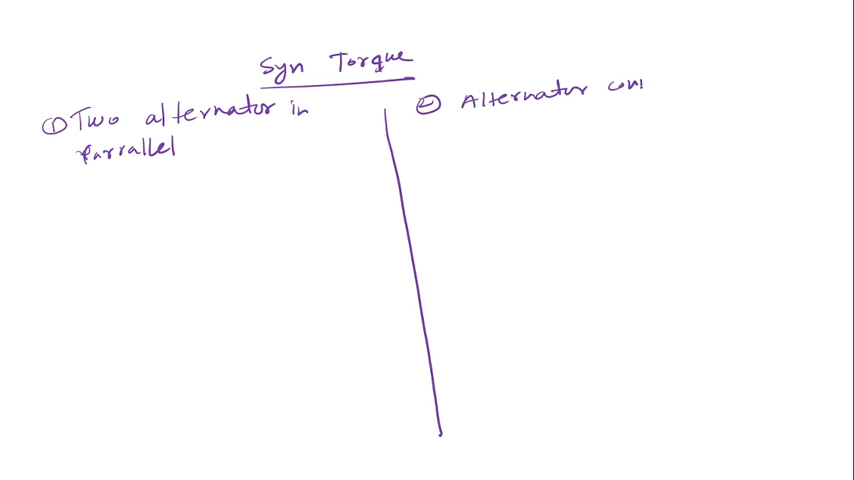 Syn Torque
① Two alternator in
parrallel
② Alternator con